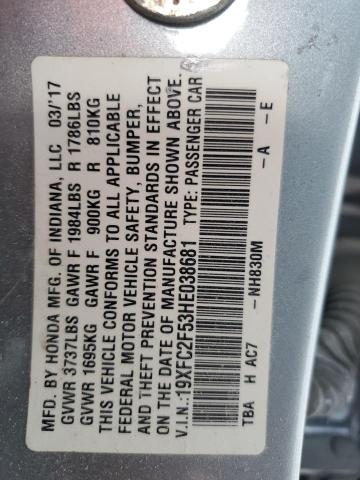 MFD. BY HONDA MFG. OF INDIANA, LLC 03/'17
GVWR 3737LBS GAWR F 1984LBS R 1786LBS
GVWR 1695KG GAWR F 900KG R 810KG
THIS VEHICLE CONFORMS TO ALL APPLICABLE
FEDERAL MOTOR VEHICLE SAFETY, BUMPER,
AND THEFT PREVENTION STANDARDS IN EFFECT
ON THE DATE OF MANUFACTURE SHOWN ABOVE.
V.I.N.:19XFC2F53HE038681 TYPE: PASSENGER CAR
TBA H AC7 -NH830M -A -E